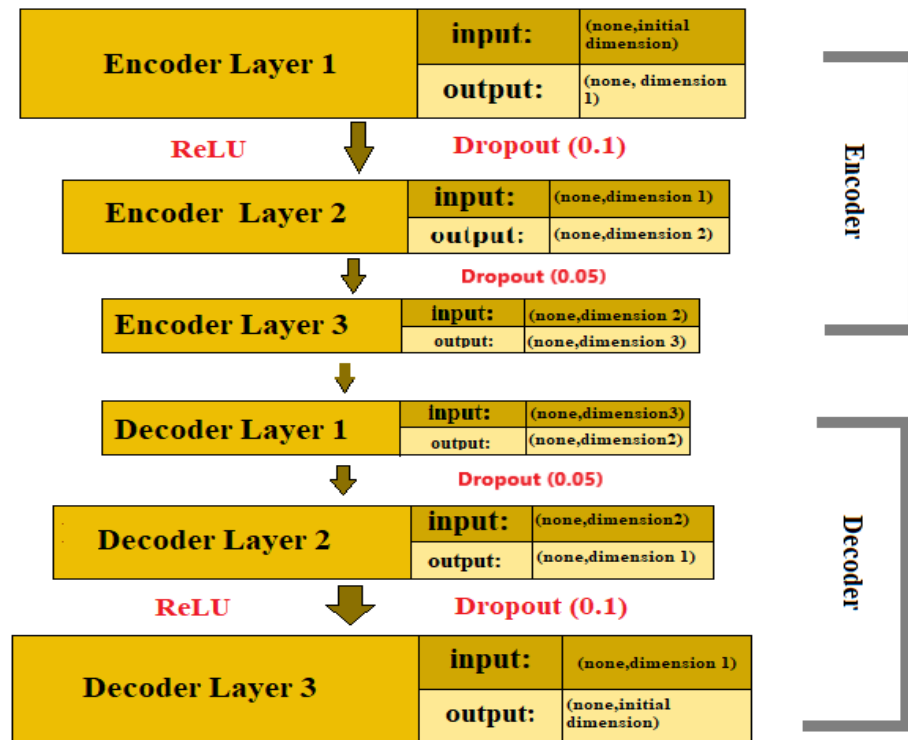 Encoder Layer 1
input:
(none,initial
dimension)
output:
(none, dimension
1)
ReLU
Dropout (0.1)
Encoder Layer 2
input:
(none,dimension 1)
output:
(none,dimension 2)
Dropout (0.05)
Encoder Layer 3
input:
(none,dimension 2)
output:
(none,dimension 3)
Encoder
Decoder Layer 1
input:
(none,dimension3)
output:
(none,dimension2)
Dropout (0.05)
Decoder Layer 2
input:
(none,dimension2)
output:
(none,dimension 1)
ReLU
Dropout (0.1)
Decoder Layer 3
input:
(none,dimension 1)
output:
(none,initial
dimension)
Decoder